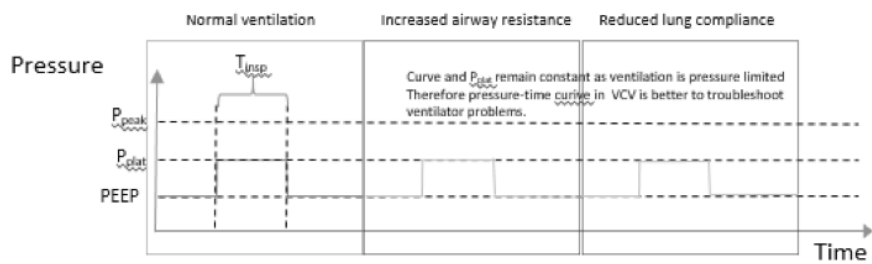 Normal ventilation
Increased airway resistance
Reduced lung compliance
Pressure
Tinsp
Curve and Pplat remain constant as ventilation is pressure limited
Therefore pressure-time curive in VCV is better to troubleshoot
ventilator problems.
Ppeak
Pplat
PEEP
Time